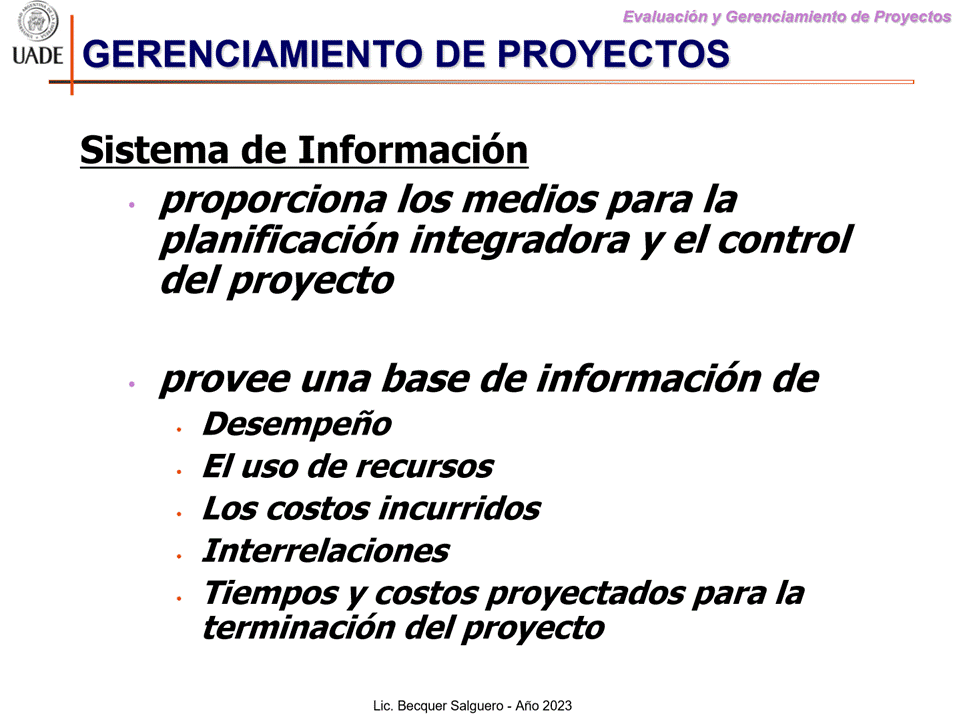 Evaluación y Gerenciamiento de Proyectos
UADE
GERENCIAMIENTO DE PROYECTOS
Sistema de Información
• proporciona los medios para la
planificación integradora y el control
del proyecto
• provee una base de información de
• Desempeño
• El uso de recursos
• Los costos incurridos
• Interrelaciones
• Tiempos y costos proyectados para la
terminación del proyecto
Lic. Becquer Salguero - Año 2023